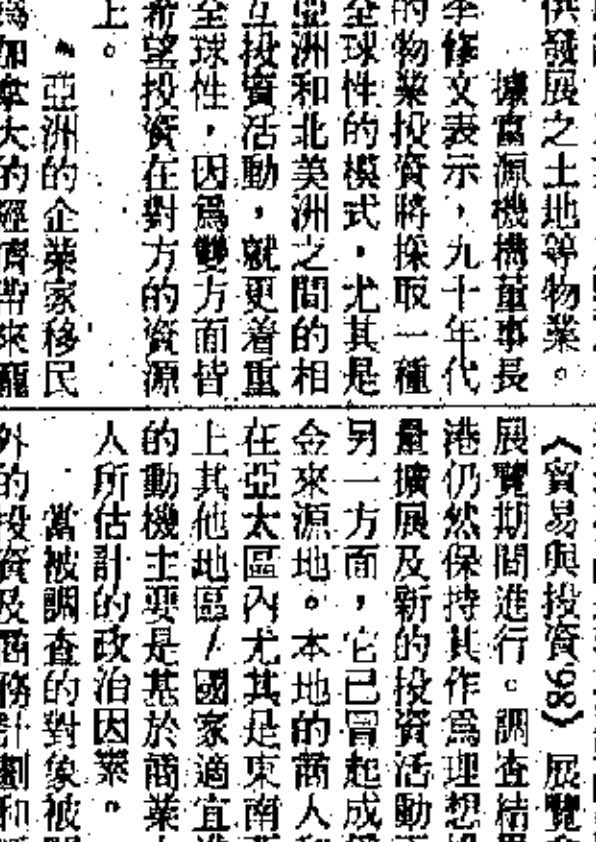 供發展之土地等物業。
據富源機構董事長
李修文表示，九十年代
的物業投資將採取一種
全球性的模式，尤其是
亞洲和北美洲之間的相
互投資活動，就更着重
全球性，因爲雙方面皆
希望投資在對方的資源
上。
亞洲的企業家移民
爲加拿大的經濟帶來龐
《貿易與投資98》展覽
展覽期間進行。調查結
港仍然保持其作爲理想
量擴展及新的投資活動
另一方面，它已冒起成
金來源地。本地的商人和
在亞太區內尤其是東南亞
上其他地區/國家適宜
的動機主要是基於商業
人所估計的政治因素。
當被調查的對象被
外的投資及商務計劃和